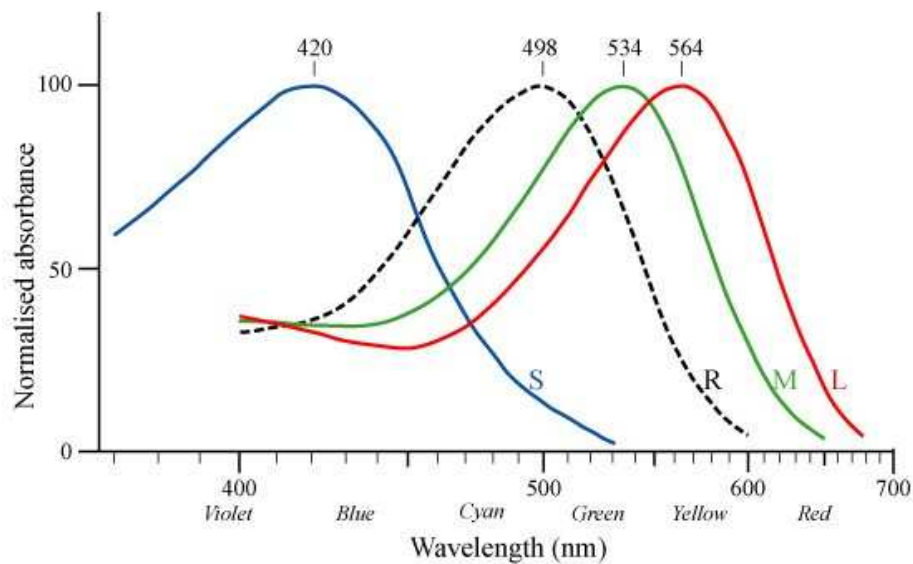 420 498 534 564
100
50
0
Normalised absorbance
S R M L
400 500 600 700
Violet Blue Cyan Green Yellow Red
Wavelength (nm)